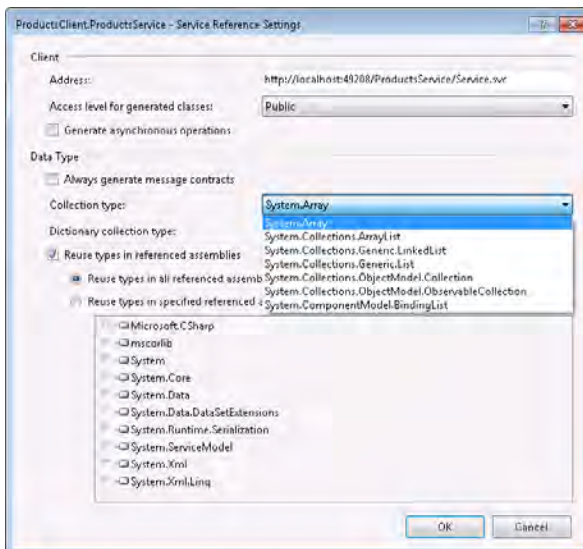 ProductsClient.ProductsService - Service Reference Settings
Client
Address: http://localhost:49208/ProductsService/Service.svc
Access level for generated classes: Public
Generate asynchronous operations
Data Type
Always generate message contracts
Collection type: System.Array
System.Array
Dictionary collection type: System.Collections.ArrayList
System.Collections.Generic.LinkedList
Reuse types in referenced assemblies System.Collections.Generic.List
Reuse types in all referenced assemb System.Collections.ObjectModel.Collection
System.Collections.ObjectModel.ObservableCollection
Reuse types in specified referenced System.ComponentModel.BindingList
Microsoft.CSharp
mscorlib
System
System.Core
System.Data
System.Data.DataSetExtensions
System.Runtime.Serialization
System.ServiceModel
System.Xml
System.Xml.Linq
OK Cancel